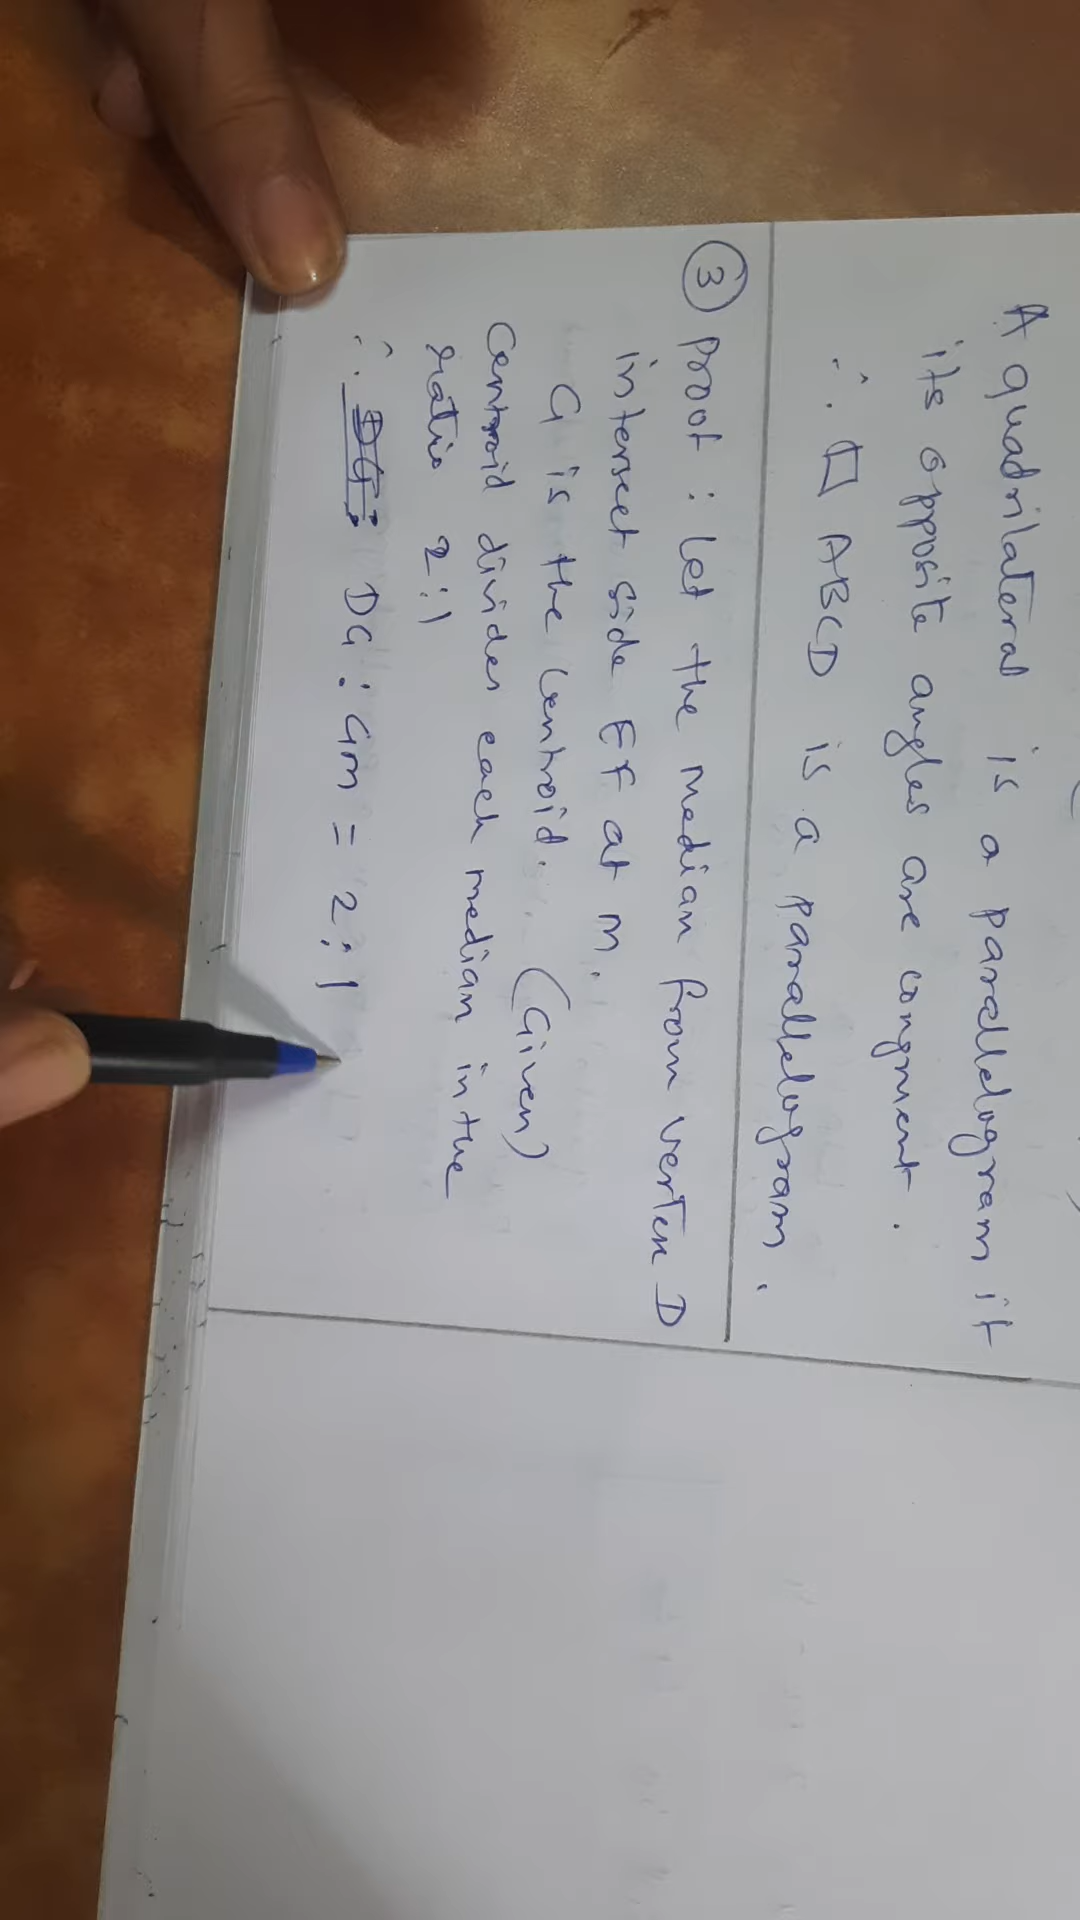 A quadrilateral is a parallelogram if
its opposite angles are congruent.
∴ □ ABCD is a parallelogram.
③ Proof : Let the median from vertex D
intersect side EF at M.
G is the Centroid. (Given)
Centroid divides each median in the
ratio 2:1
∴ DG : GM = 2:1